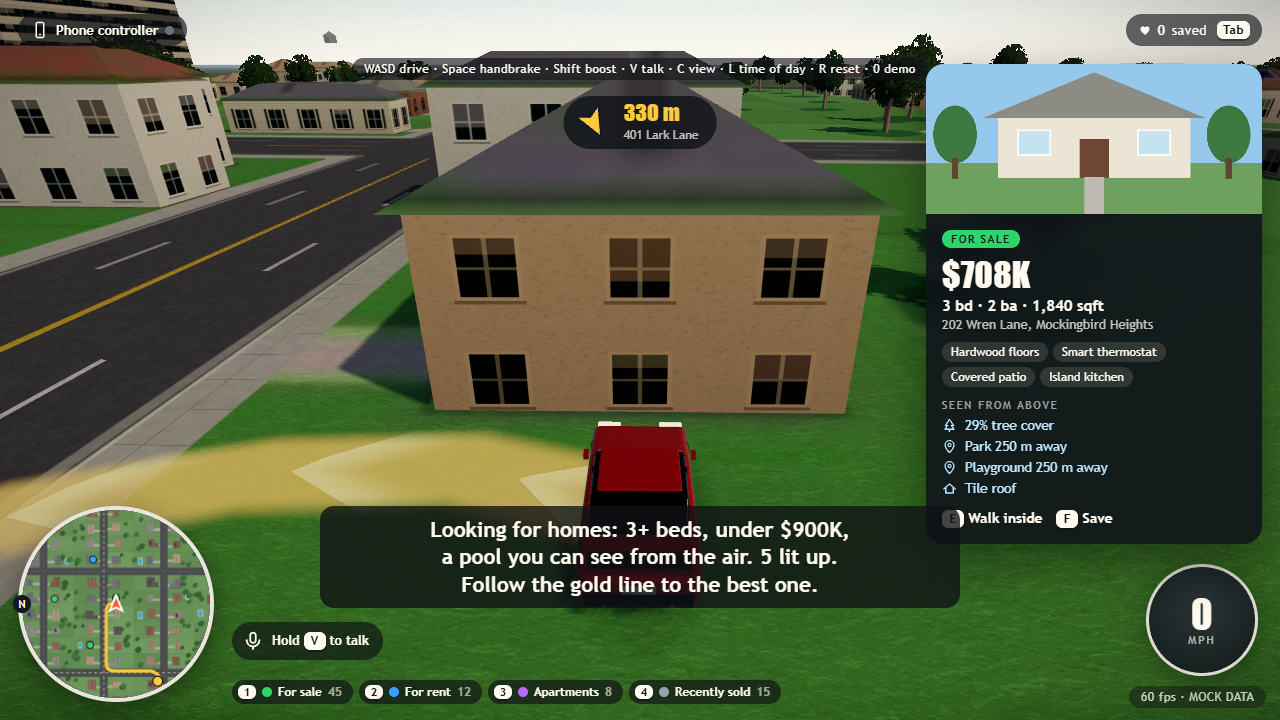 Phone controller
0 saved Tab
WASD drive · Space handbrake · Shift boost · V talk · C view · L time of day · R reset · 0 demo
330 m
401 Lark Lane
FOR SALE
$708K
3 bd · 2 ba · 1,840 sqft
202 Wren Lane, Mockingbird Heights
Hardwood floors Smart thermostat
Covered patio Island kitchen
SEEN FROM ABOVE
29% tree cover
Park 250 m away
Playground 250 m away
Tile roof
E Walk inside F Save
Looking for homes: 3+ beds, under $900K,
a pool you can see from the air. 5 lit up.
Follow the gold line to the best one.
N
Hold V to talk
0
MPH
1 For sale 45 2 For rent 12 3 Apartments 8 4 Recently sold 15
60 fps · MOCK DATA